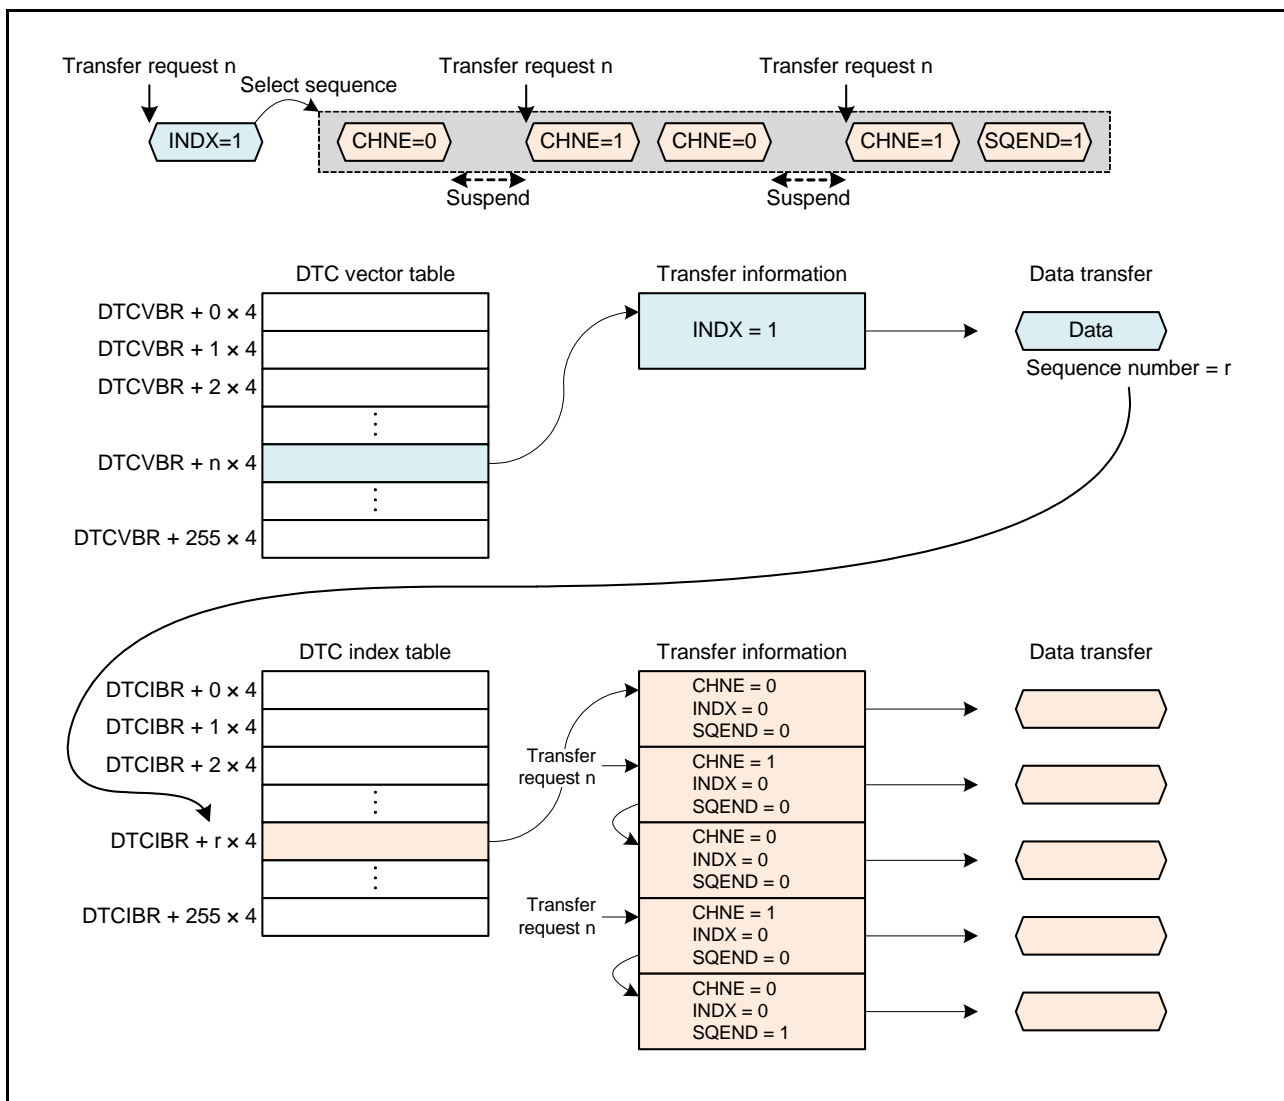 Transfer request n
Transfer request n
Transfer request n
Select sequence
INDX=1
CHNE=0
CHNE=1
CHNE=0
CHNE=1
SQEND=1
Suspend
Suspend
DTC vector table
Transfer information
Data transfer
DTCVBR + 0 × 4
DTCVBR + 1 × 4
DTCVBR + 2 × 4
DTCVBR + n × 4
DTCVBR + 255 × 4
INDX = 1
Data
Sequence number = r
DTC index table
Transfer information
Data transfer
DTCIBR + 0 × 4
DTCIBR + 1 × 4
DTCIBR + 2 × 4
DTCIBR + r × 4
DTCIBR + 255 × 4
CHNE = 0
INDX = 0
SQEND = 0
Transfer
request n
CHNE = 1
INDX = 0
SQEND = 0
CHNE = 0
INDX = 0
SQEND = 0
Transfer
request n
CHNE = 1
INDX = 0
SQEND = 0
CHNE = 0
INDX = 0
SQEND = 1